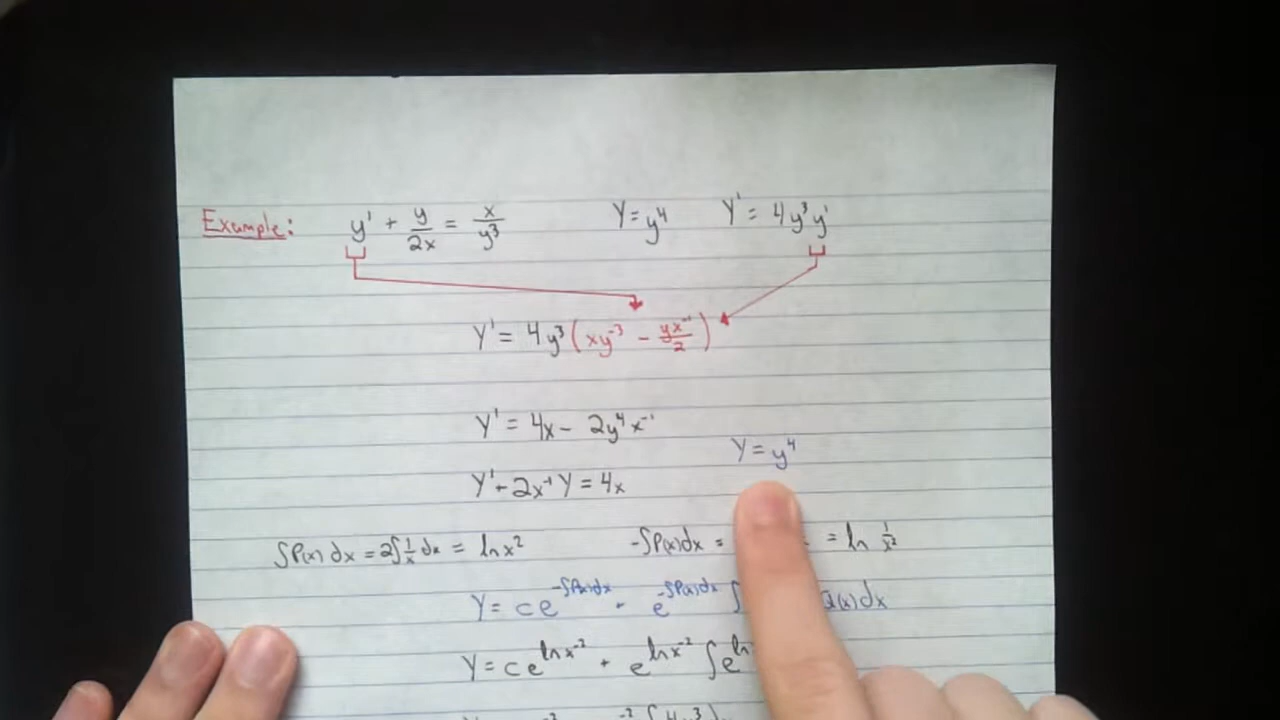 Example: y' + y/2x = x/y³ Y = y⁴ Y' = 4y³y'
Y' = 4y³(xy⁻³ - yx⁻¹/2)
Y' = 4x - 2y⁴x⁻¹
Y = y⁴
Y' + 2x⁻¹Y = 4x
∫P(x)dx = 2∫1/x dx = ln x² -∫P(x)dx = = ln 1/x²
Y = ce^-∫P(x)dx + e^-∫P(x)dx ∫ Q(x)dx
Y = ce^ln x⁻² + e^ln x⁻² ∫e^ln